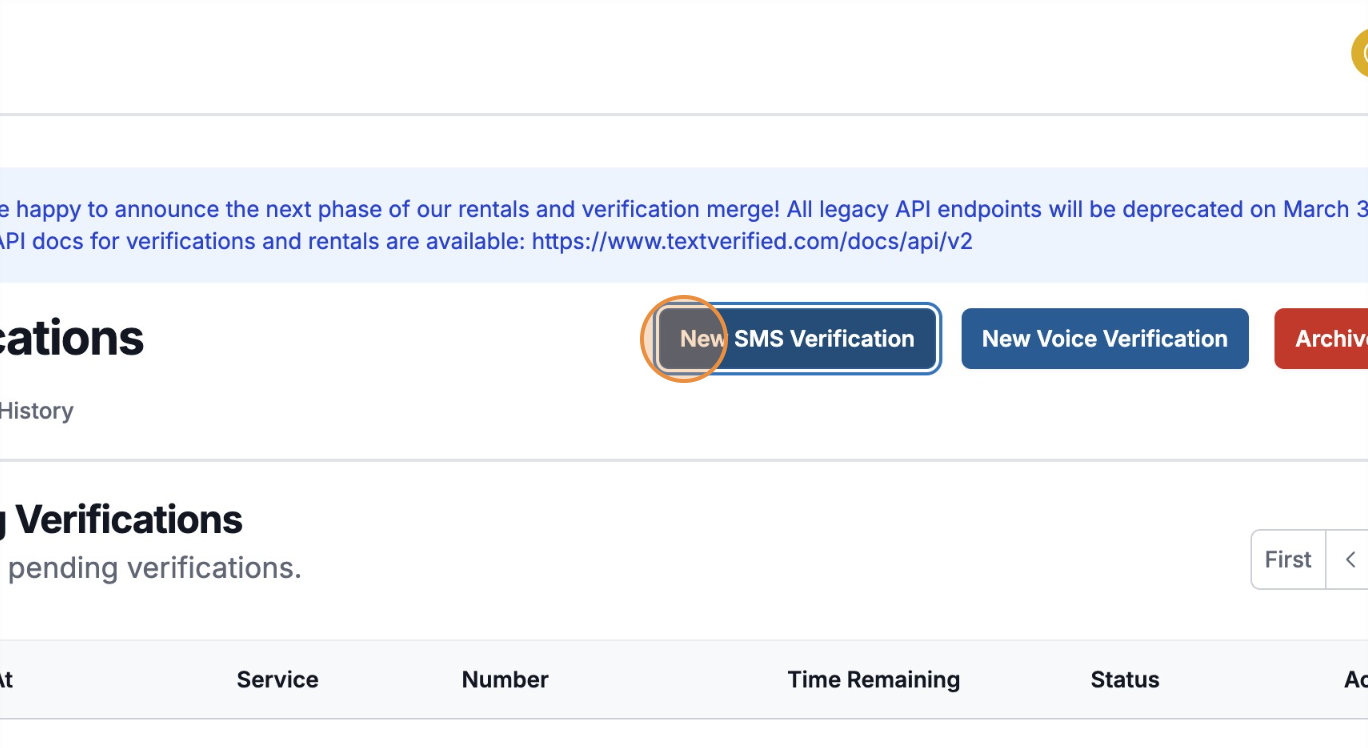 e happy to announce the next phase of our rentals and verification merge! All legacy API endpoints will be deprecated on March 3
API docs for verifications and rentals are available: https://www.textverified.com/docs/api/v2
cations
New SMS Verification
New Voice Verification
Archive
History
g Verifications
pending verifications.
First
At
Service
Number
Time Remaining
Status
Ac